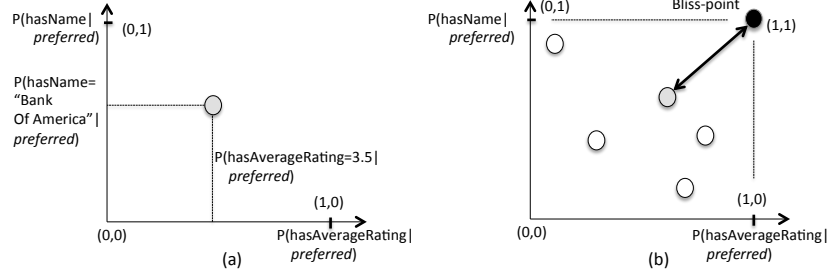 P(hasName|
preferred)
(0,1)
P(hasName=
“Bank
Of America”|
preferred)
P(hasAverageRating=3.5|
preferred)
(1,0)
(0,0)
P(hasAverageRating|
preferred)
(a)
Bliss-point
P(hasName|
preferred)
(0,1)
(1,1)
(1,0)
(0,0)
P(hasAverageRating|
preferred)
(b)